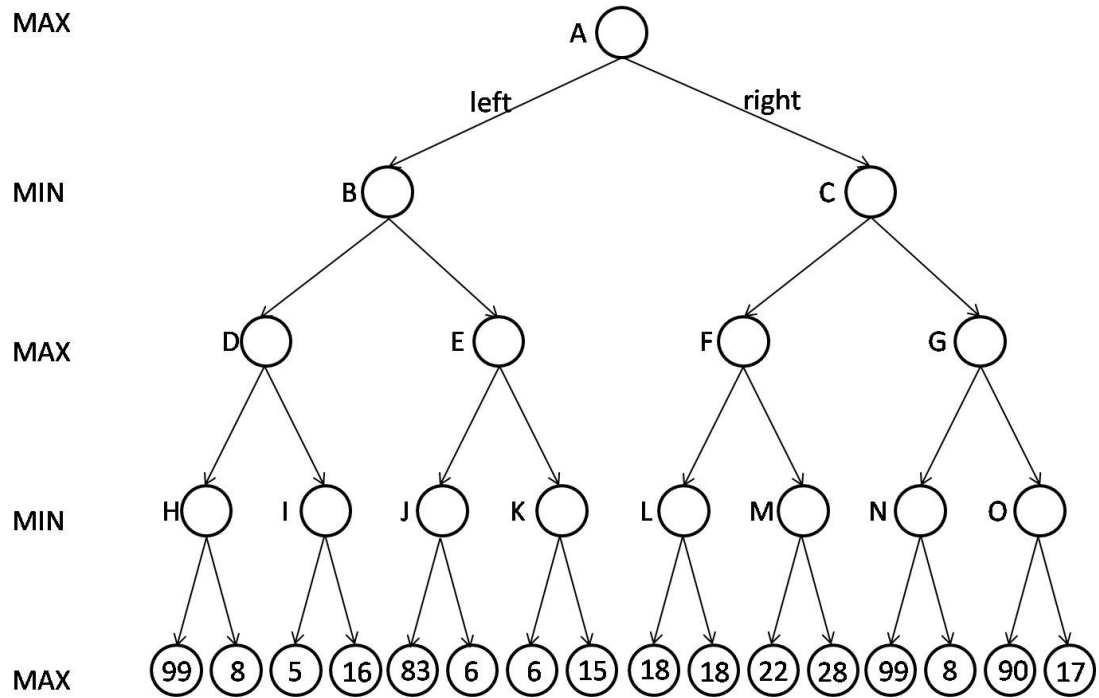 MAX A
left right
MIN B C
MAX D E F G
MIN H I J K L M N O
MAX 99 8 5 16 83 6 6 15 18 18 22 28 99 8 90 17